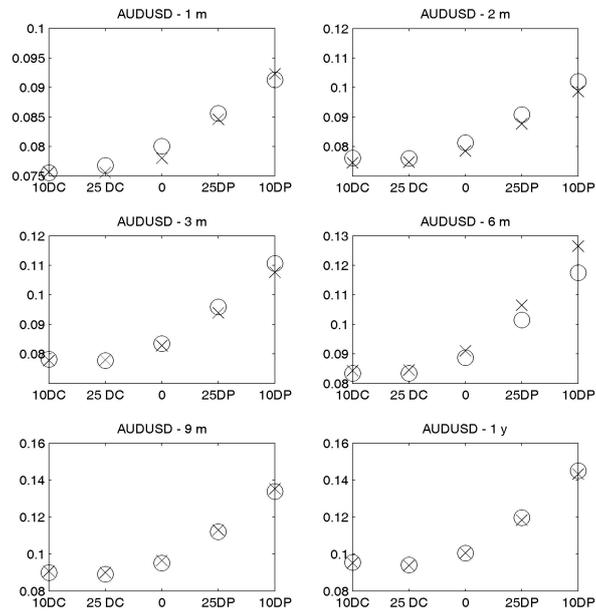 AUDUSD - 1 m
0.1
0.095
0.09
0.085
0.08
0.075
10DC 25 DC 0 25DP 10DP
AUDUSD - 2 m
0.12
0.11
0.1
0.09
0.08
0.07
10DC 25 DC 0 25DP 10DP
AUDUSD - 3 m
0.12
0.11
0.1
0.09
0.08
10DC 25 DC 0 25DP 10DP
AUDUSD - 6 m
0.13
0.12
0.11
0.1
0.09
0.08
10DC 25 DC 0 25DP 10DP
AUDUSD - 9 m
0.16
0.14
0.12
0.1
0.08
10DC 25 DC 0 25DP 10DP
AUDUSD - 1 y
0.16
0.14
0.12
0.1
0.08
10DC 25 DC 0 25DP 10DP